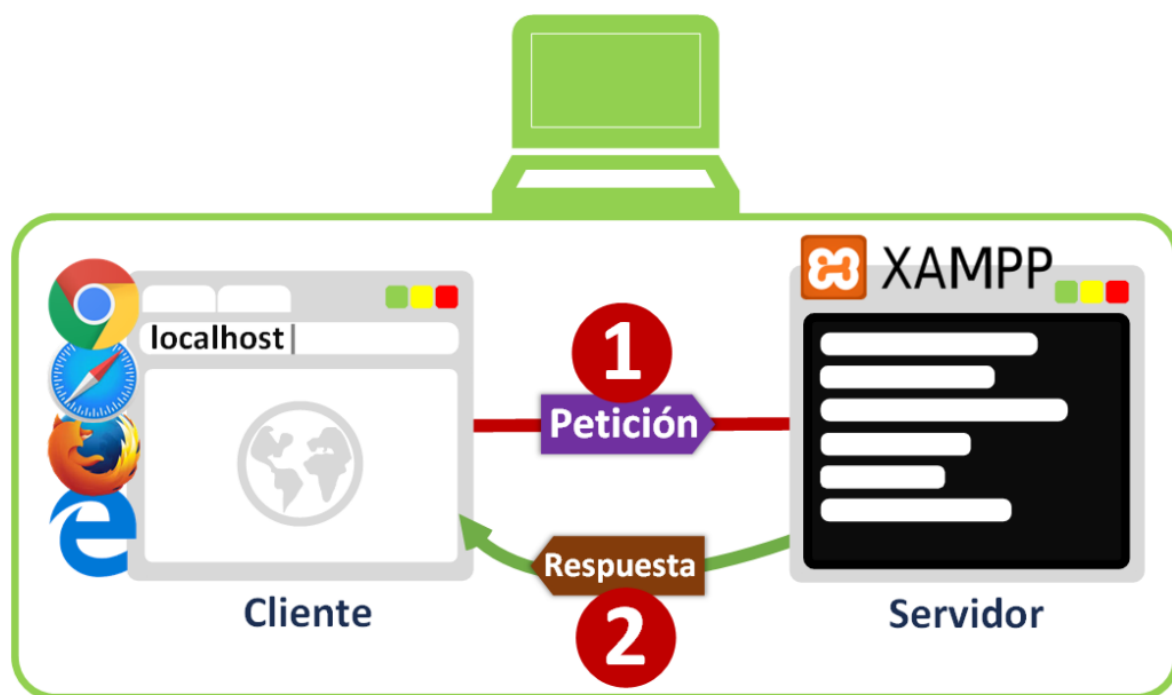 XAMPP
localhost
1
Petición
Respuesta
2
Cliente
Servidor